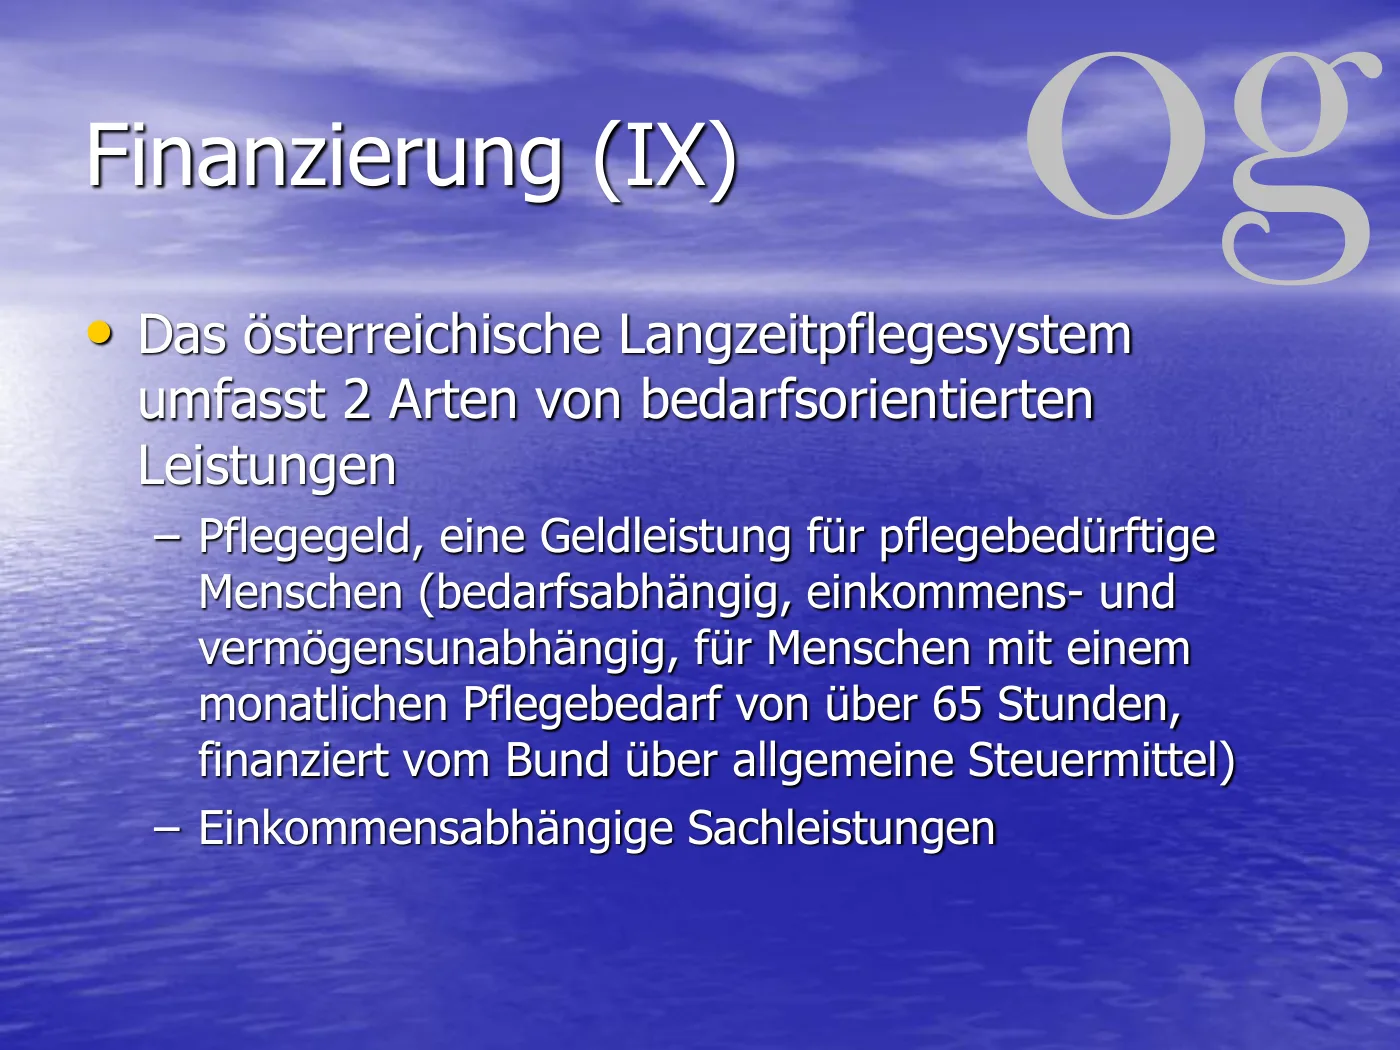 og
Finanzierung (IX)
• Das österreichische Langzeitpflegesystem
umfasst 2 Arten von bedarfsorientierten
Leistungen
– Pflegegeld, eine Geldleistung für pflegebedürftige
Menschen (bedarfsabhängig, einkommens- und
vermögensunabhängig, für Menschen mit einem
monatlichen Pflegebedarf von über 65 Stunden,
finanziert vom Bund über allgemeine Steuermittel)
– Einkommensabhängige Sachleistungen